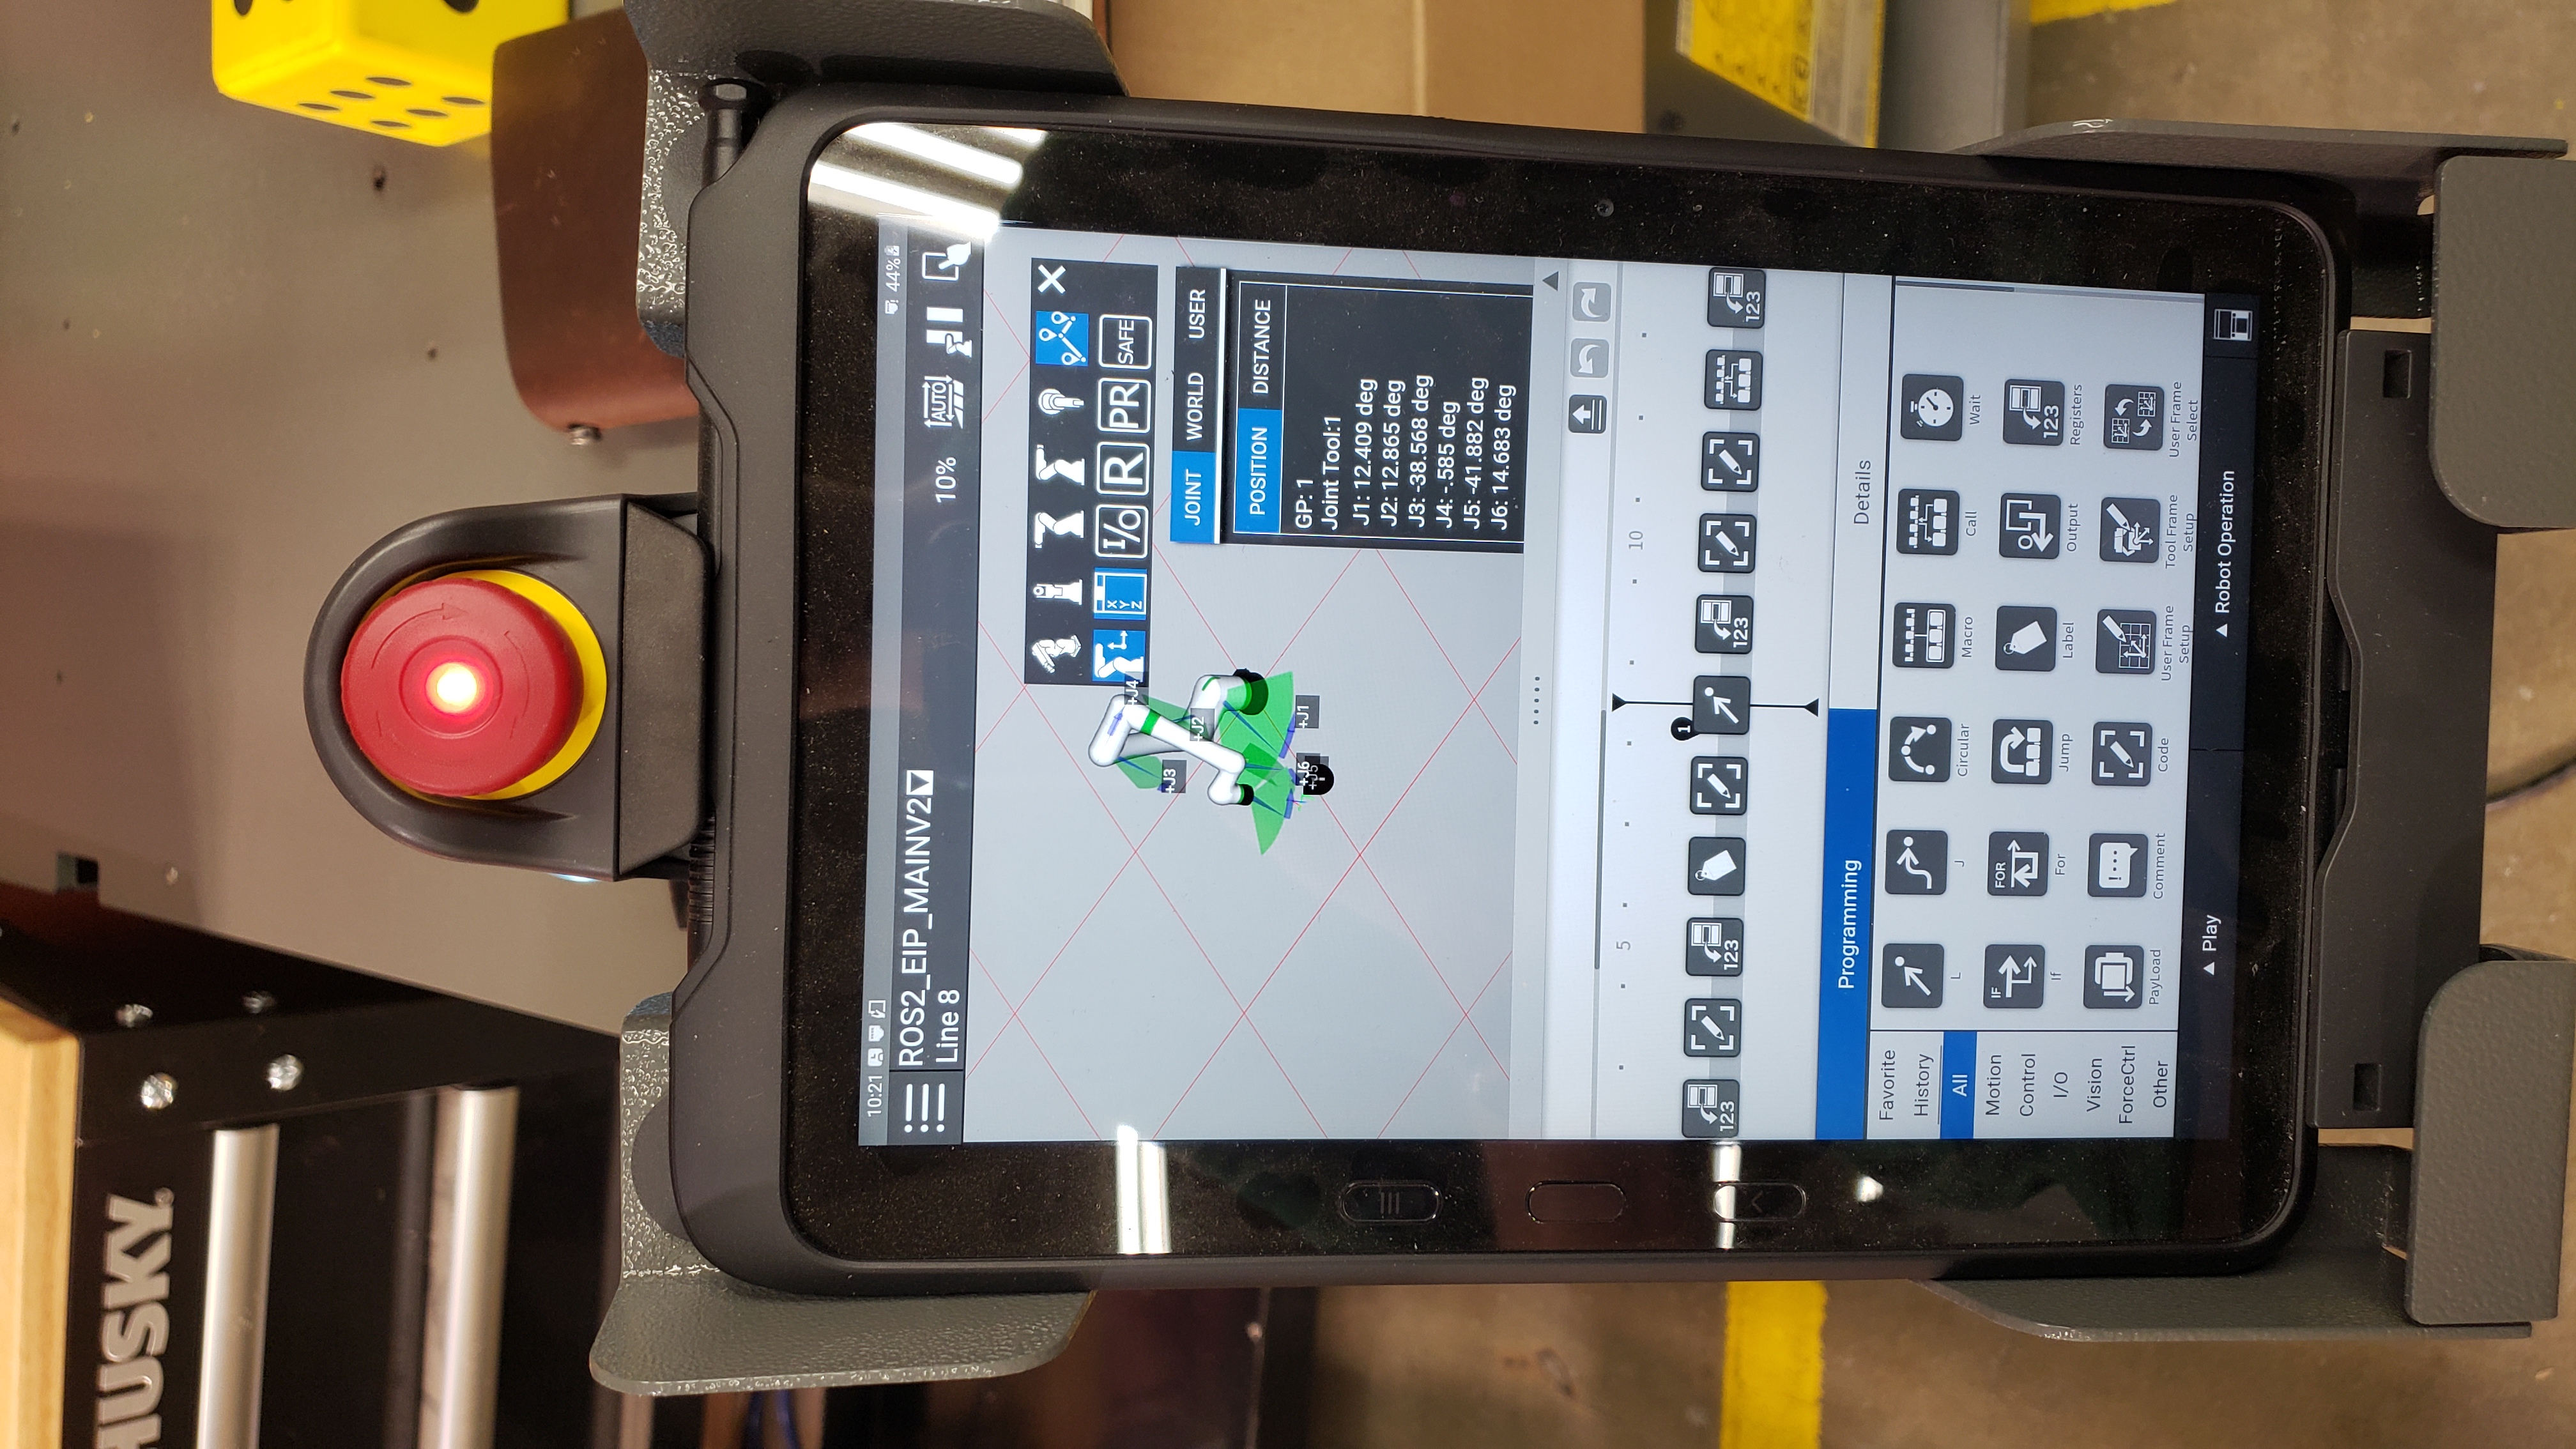 HUSKY
10:21
44%
ROS2_EIP_MAINV2
Line 8
10%
AUTO
X
Y
Z
I/O
R
PR
SAFE
+J4
+J3
+J2
+J6
+J5
+J1
JOINT
WORLD
USER
POSITION
DISTANCE
GP: 1
Joint Tool:1
J1: 12.409 deg
J2: 12.865 deg
J3: -38.568 deg
J4: -.585 deg
J5: -41.882 deg
J6: 14.683 deg
5
10
1
123
123
123
123
Programming
Details
Favorite
History
All
Motion
Control
I/O
Vision
ForceCtrl
Other
L
J
Circular
Macro
Call
Wait
IF
FOR
O
123
If
For
Jump
Label
Output
Registers
!...
PayLoad
Comment
Code
User Frame Setup
Tool Frame Setup
User Frame Select
Play
Robot Operation